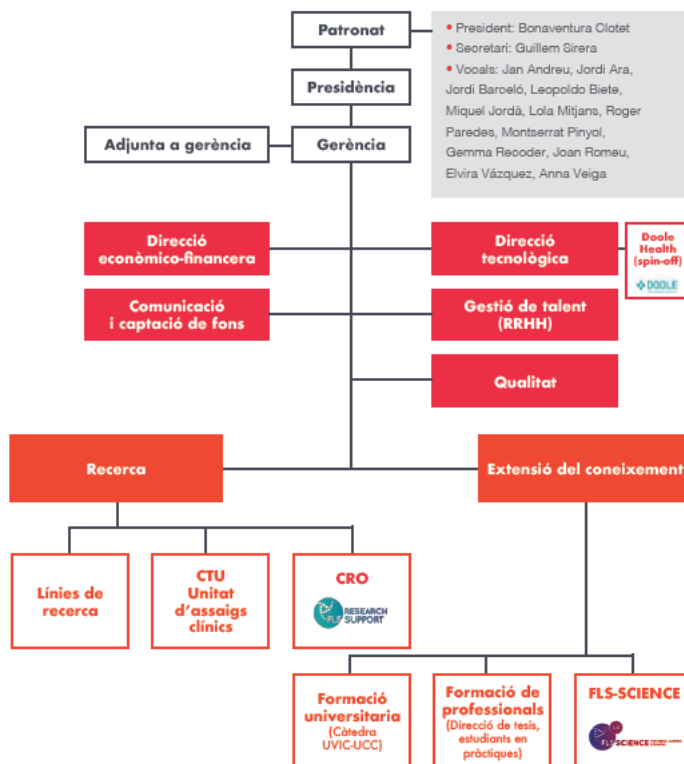 Patronat
• President: Bonaventura Clotet
• Secretari: Guillem Sirera
• Vocals: Jan Andreu, Jordi Ara,
Jordi Barceló, Leopoldo Biete,
Miquel Jordà, Lola Mitjans, Roger
Paredes, Montserrat Pinyol,
Gemma Recoder, Joan Romeu,
Elvira Vázquez, Anna Veiga
Presidència
Adjunta a gerència
Gerència
Direcció
econòmico-financera
Direcció
tecnològica
Doole
Health
(spin-off)
DOOLE
Comunicació
i captació de fons
Gestió de talent
(RRHH)
Qualitat
Recerca
Extensió del coneixement
Línies de
recerca
CTU
Unitat
d'assaigs
clínics
CRO
FLS
RESEARCH
SUPPORT
Formació
universitaria
(Càtedra
UVIC-UCC)
Formació de
professionals
(Direcció de tesis,
estudiants en
pràctiques)
FLS-SCIENCE
FLS-SCIENCE